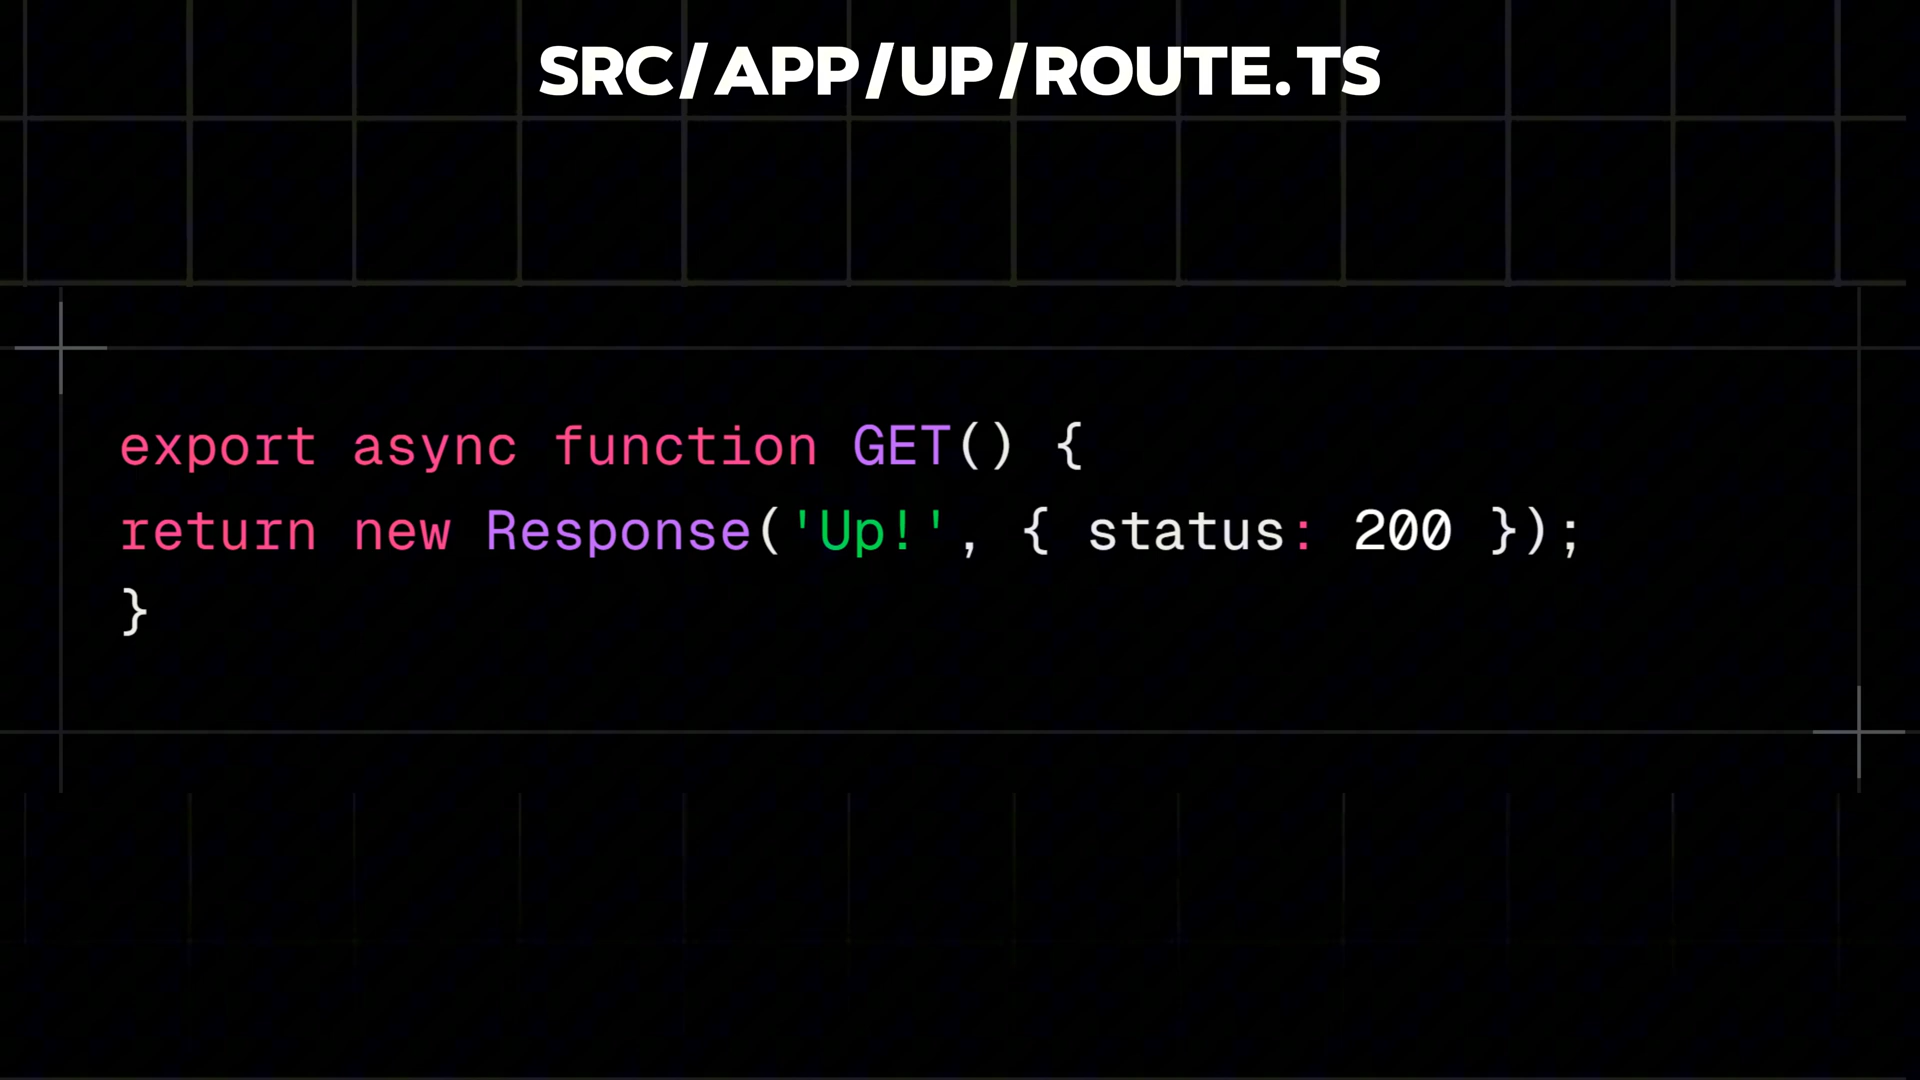 SRC/APP/UP/ROUTE.TS
export async function GET() {
return new Response('Up!', { status: 200 });
}